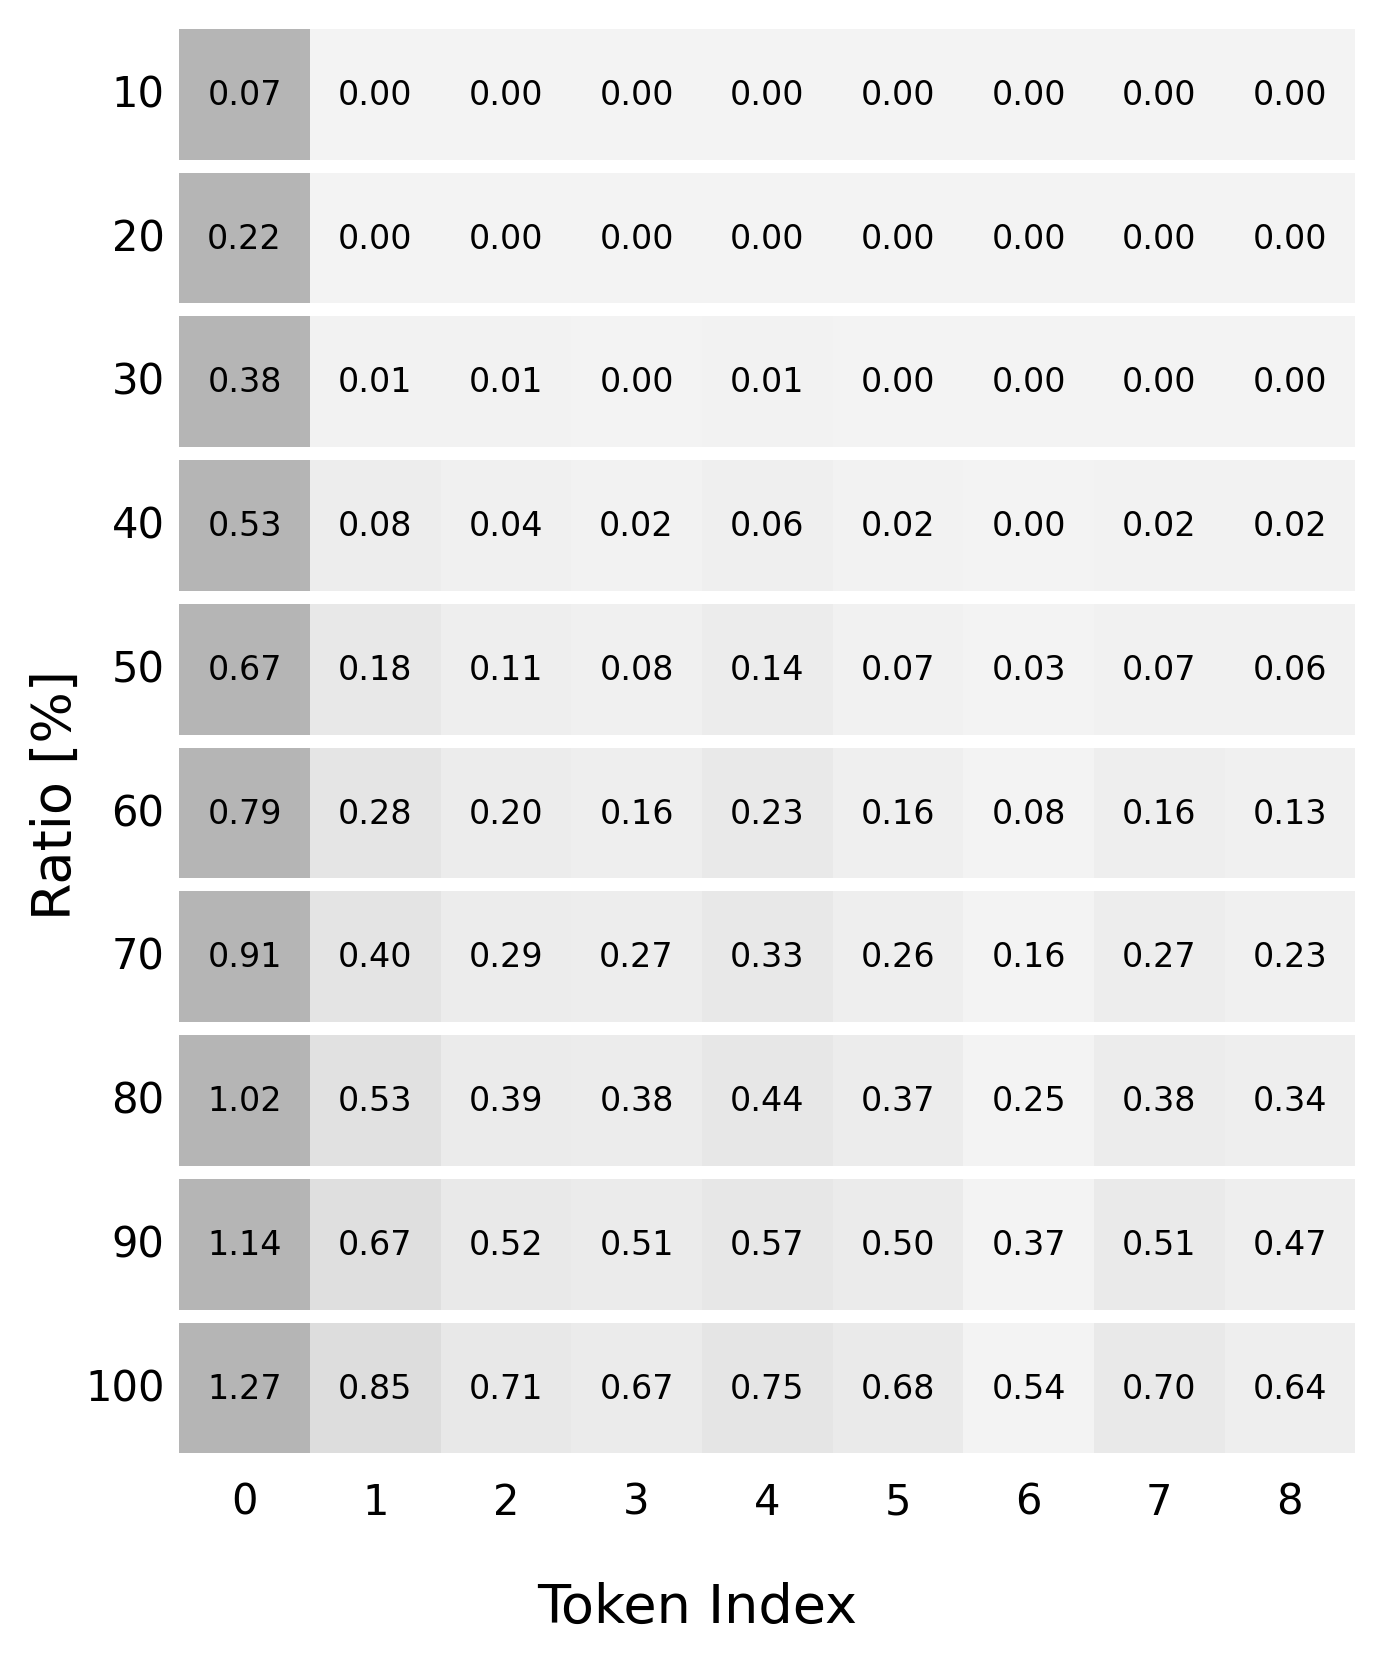 10 0.07 0.00 0.00 0.00 0.00 0.00 0.00 0.00 0.00
20 0.22 0.00 0.00 0.00 0.00 0.00 0.00 0.00 0.00
30 0.38 0.01 0.01 0.00 0.01 0.00 0.00 0.00 0.00
40 0.53 0.08 0.04 0.02 0.06 0.02 0.00 0.02 0.02
50 0.67 0.18 0.11 0.08 0.14 0.07 0.03 0.07 0.06
60 0.79 0.28 0.20 0.16 0.23 0.16 0.08 0.16 0.13
70 0.91 0.40 0.29 0.27 0.33 0.26 0.16 0.27 0.23
80 1.02 0.53 0.39 0.38 0.44 0.37 0.25 0.38 0.34
90 1.14 0.67 0.52 0.51 0.57 0.50 0.37 0.51 0.47
100 1.27 0.85 0.71 0.67 0.75 0.68 0.54 0.70 0.64
0 1 2 3 4 5 6 7 8
Token Index
Ratio [%]